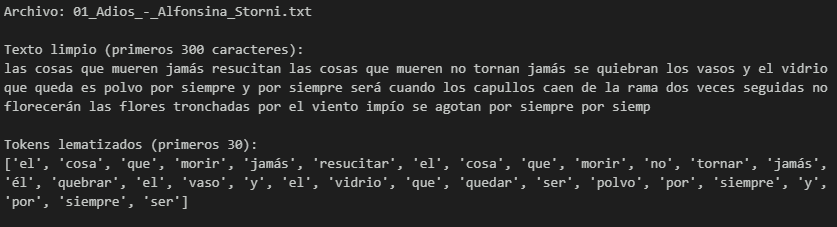 Archivo: 01_Adios_-_Alfonsina_Storni.txt
Texto limpio (primeros 300 caracteres):
las cosas que mueren jamás resucitan las cosas que mueren no tornan jamás se quiebran los vasos y el vidrio
que queda es polvo por siempre y por siempre será cuando los capullos caen de la rama dos veces seguidas no
florecerán las flores tronchadas por el viento impío se agotan por siempre por siemp
Tokens lematizados (primeros 30):
['el', 'cosa', 'que', 'morir', 'jamás', 'resucitar', 'el', 'cosa', 'que', 'morir', 'no', 'tornar', 'jamás',
'él', 'quebrar', 'el', 'vaso', 'y', 'el', 'vidrio', 'que', 'quedar', 'ser', 'polvo', 'por', 'siempre', 'y',
'por', 'siempre', 'ser']